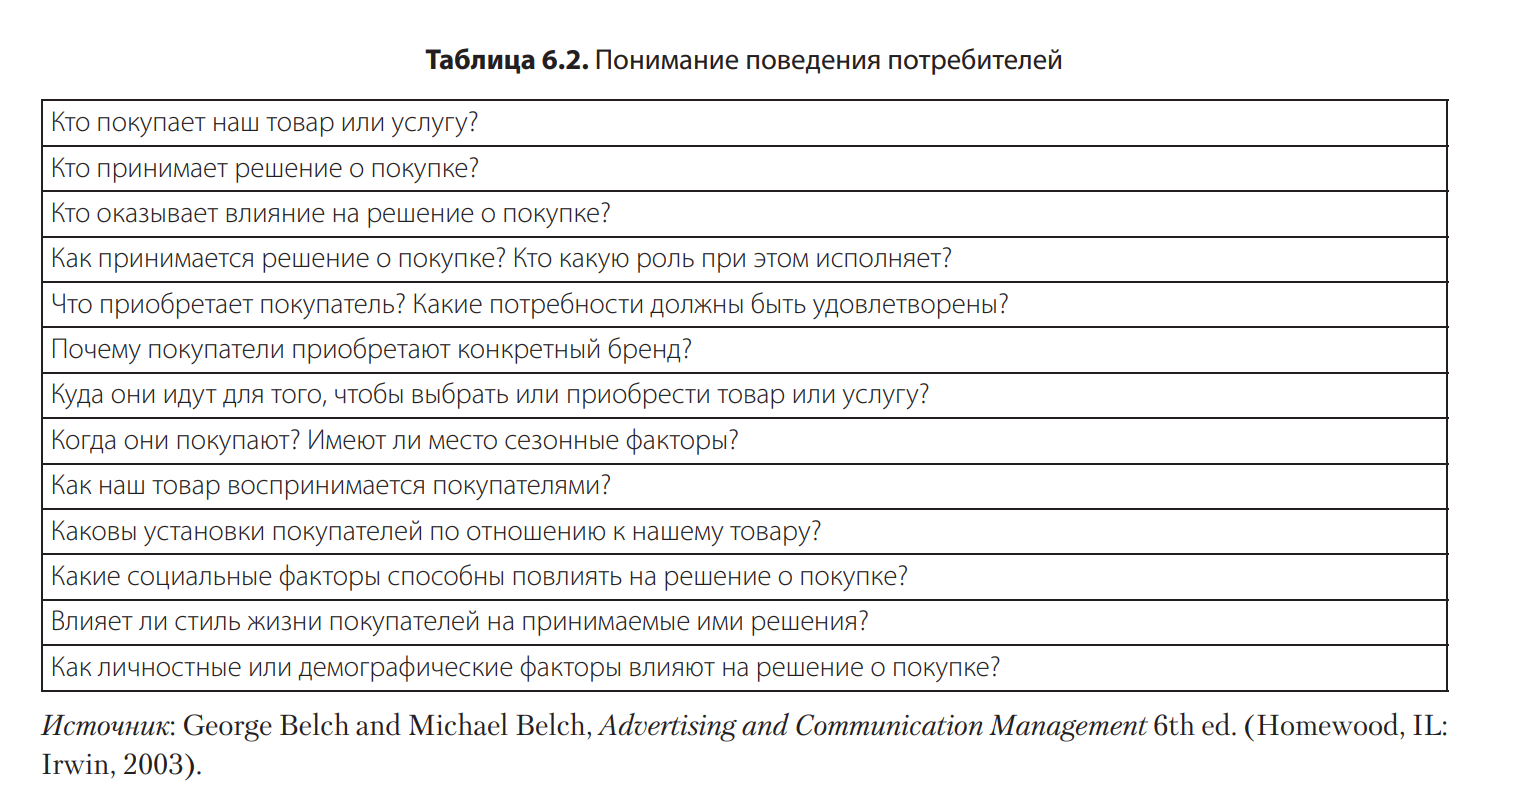 Таблица 6.2. Понимание поведения потребителей
Кто покупает наш товар или услугу?
Кто принимает решение о покупке?
Кто оказывает влияние на решение о покупке?
Как принимается решение о покупке? Кто какую роль при этом исполняет?
Что приобретает покупатель? Какие потребности должны быть удовлетворены?
Почему покупатели приобретают конкретный бренд?
Куда они идут для того, чтобы выбрать или приобрести товар или услугу?
Когда они покупают? Имеют ли место сезонные факторы?
Как наш товар воспринимается покупателями?
Каковы установки покупателей по отношению к нашему товару?
Какие социальные факторы способны повлиять на решение о покупке?
Влияет ли стиль жизни покупателей на принимаемые ими решения?
Как личностные или демографические факторы влияют на решение о покупке?
Источник: George Belch and Michael Belch, Advertising and Communication Management 6th ed. (Homewood, IL:
Irwin, 2003).